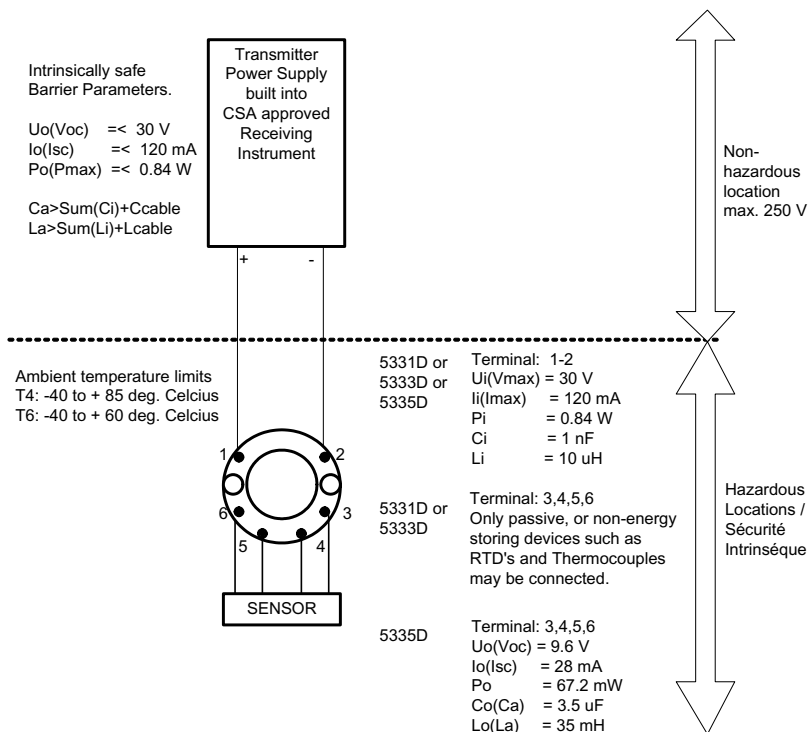 Transmitter
Power Supply
built into
CSA approved
Receiving
Instrument
Intrinsically safe
Barrier Parameters.
Uo(Voc) =< 30 V
Io(Isc) =< 120 mA
Po(Pmax) =< 0.84 W
Ca>Sum(Ci)+Ccable
La>Sum(Li)+Lcable
+ -
Non-
hazardous
location
max. 250 V
Ambient temperature limits
T4: -40 to + 85 deg. Celcius
T6: -40 to + 60 deg. Celcius
5331D or
5333D or
5335D
Terminal: 1-2
Ui(Vmax) = 30 V
Ii(Imax) = 120 mA
Pi = 0.84 W
Ci = 1 nF
Li = 10 uH
1 2
6 3
5 4
SENSOR
5331D or
5333D
Terminal: 3,4,5,6
Only passive, or non-energy
storing devices such as
RTD's and Thermocouples
may be connected.
Hazardous
Locations /
Sécurité
Intrinséque
5335D
Terminal: 3,4,5,6
Uo(Voc) = 9.6 V
Io(Isc) = 28 mA
Po = 67.2 mW
Co(Ca) = 3.5 uF
Lo(La) = 35 mH